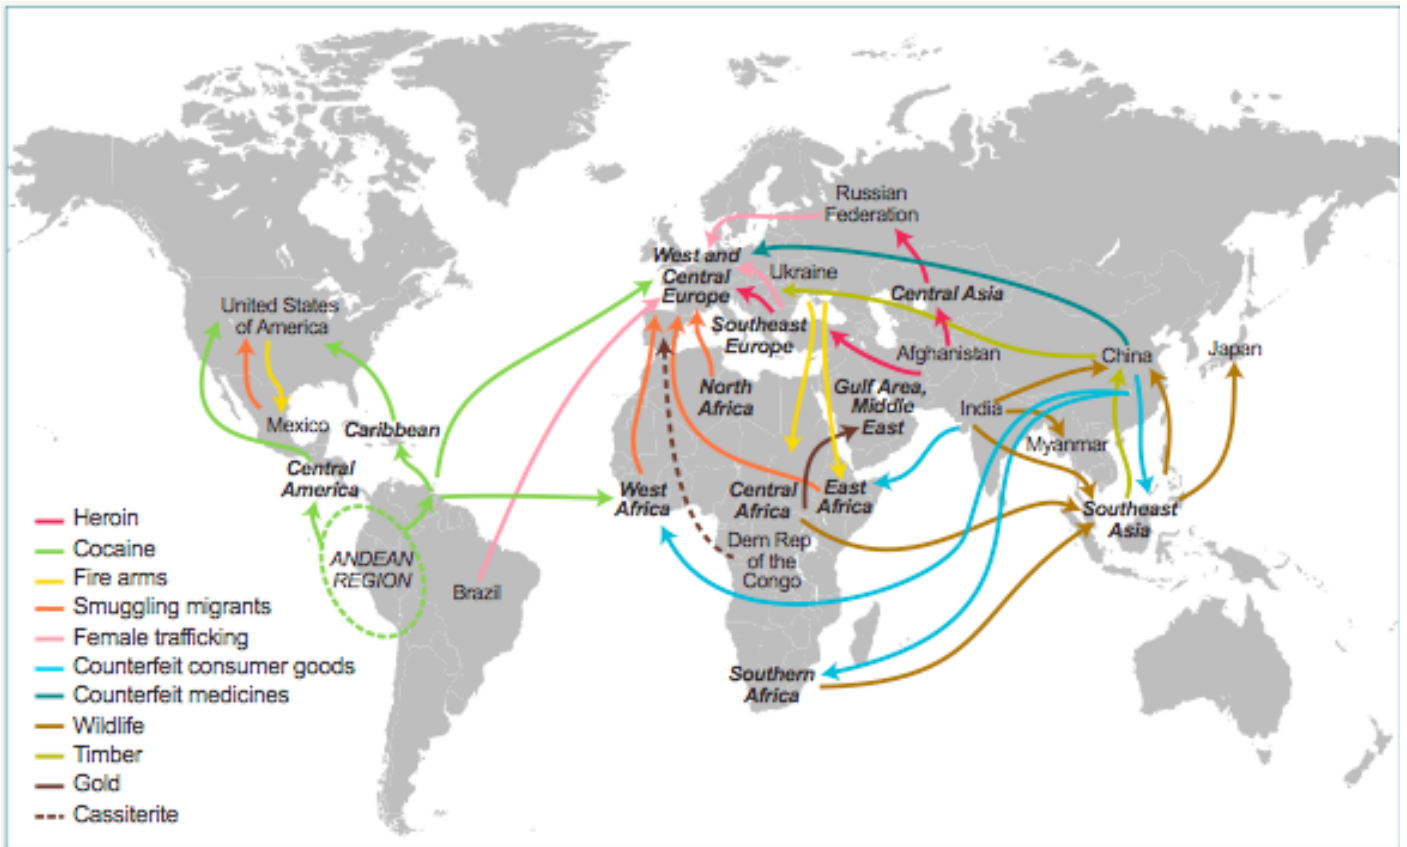 Russian
Federation
West and
Central
Europe
Ukraine
Central Asia
United States
of America
Southeast
Europe
Afghanistan
China
Japan
North
Africa
Gulf Area,
Middle
East
India
Mexico
Caribbean
Myanmar
Central
America
West
Africa
Central
Africa
East
Africa
Southeast
Asia
ANDEAN
REGION
Dem Rep
of the
Congo
Brazil
Southern
Africa
Heroin
Cocaine
Fire arms
Smuggling migrants
Female trafficking
Counterfeit consumer goods
Counterfeit medicines
Wildlife
Timber
Gold
Cassiterite